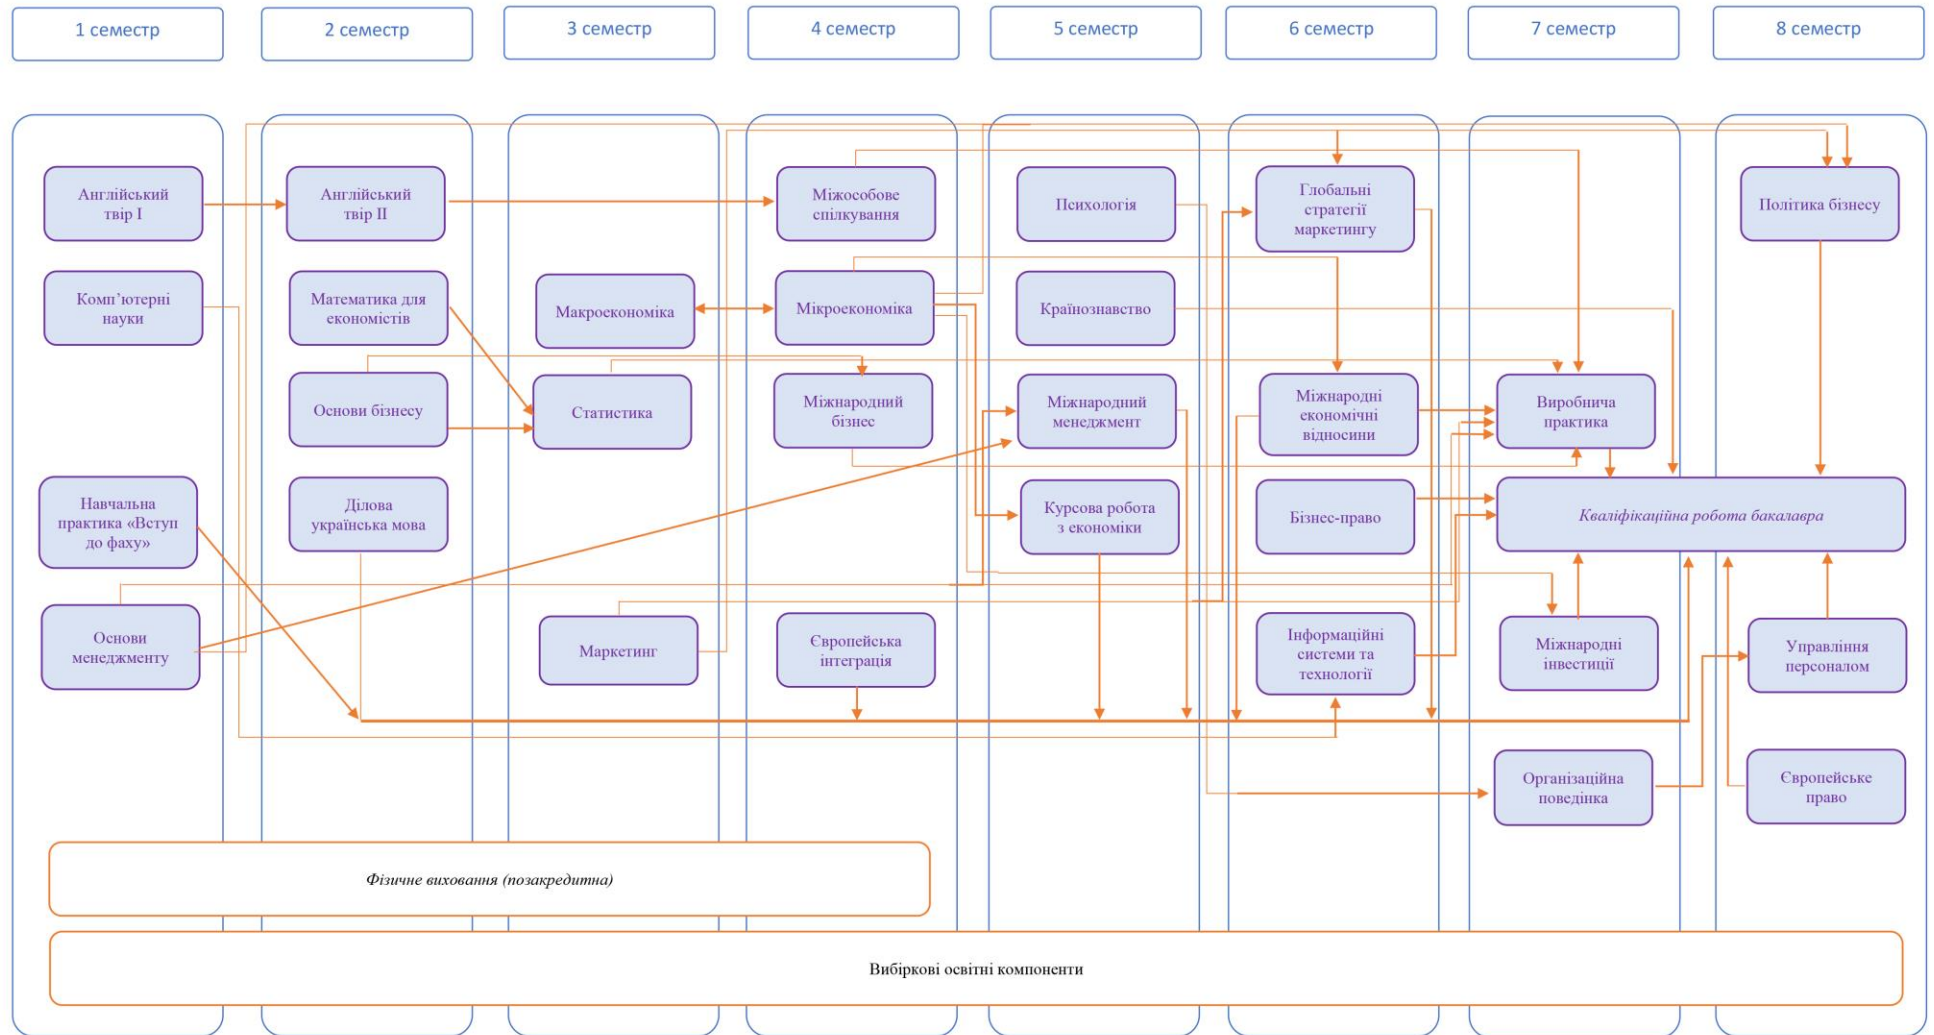 1 семестр
2 семестр
3 семестр
4 семестр
5 семестр
6 семестр
7 семестр
8 семестр
Англійський
твір I
Комп’ютерні
науки
Навчальна
практика «Вступ
до фаху»
Основи
менеджменту
Англійський
твір II
Математика для
економістів
Основи бізнесу
Ділова
українська мова
Макроекономіка
Статистика
Маркетинг
Міжособове
спілкування
Мікроекономіка
Міжнародний
бізнес
Європейська
інтеграція
Психологія
Країнознавство
Міжнародний
менеджмент
Курсова робота
з економіки
Глобальні
стратегії
маркетингу
Міжнародні
економічні
відносини
Бізнес-право
Інформаційні
системи та
технології
Виробнича
практика
Кваліфікаційна робота бакалавра
Міжнародні
інвестиції
Організаційна
поведінка
Політика бізнесу
Управління
персоналом
Європейське
право
Фізичне виховання (позакредитна)
Вибіркові освітні компоненти